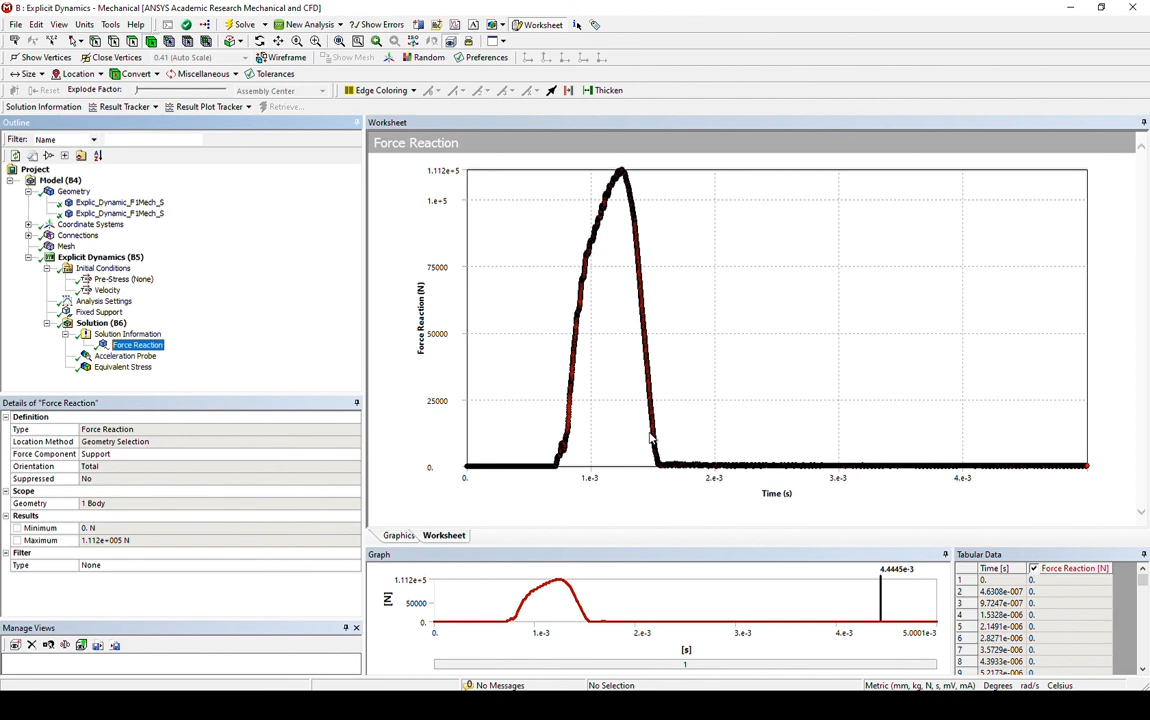 B : Explicit Dynamics - Mechanical [ANSYS Academic Research Mechanical and CFD]
File Edit View Units Tools Help Solve New Analysis Show Errors Worksheet
Show Vertices Close Vertices 0.41 (Auto Scale) Wireframe Show Mesh Random Preferences
Size Location Convert Miscellaneous Tolerances
Reset Explode Factor: Assembly Center Edge Coloring Thicken
Solution Information Result Tracker Result Plot Tracker Retrieve...
Outline
Filter: Name
Project
Model (B4)
Geometry
Explic_Dynamic_F1Mech_S
Explic_Dynamic_F1Mech_S
Coordinate Systems
Connections
Mesh
Explicit Dynamics (B5)
Initial Conditions
Pre-Stress (None)
Velocity
Analysis Settings
Fixed Support
Solution (B6)
Solution Information
Force Reaction
Acceleration Probe
Equivalent Stress
Details of "Force Reaction"
Definition
Type Force Reaction
Location Method Geometry Selection
Force Component Support
Orientation Total
Suppressed No
Scope
Geometry 1 Body
Results
Minimum 0. N
Maximum 1.112e+005 N
Filter
Type None
Manage Views
Worksheet
Force Reaction
1.112e+5
1.e+5
75000
50000
25000
0.
Force Reaction (N)
0. 1.e-3 2.e-3 3.e-3 4.e-3
Time (s)
Graphics Worksheet
Graph
4.4445e-3
1.112e+5
50000
0.
[N]
0. 1.e-3 2.e-3 3.e-3 4.e-3 5.0001e-3
[s]
1
Tabular Data
Time [s] Force Reaction [N]
1 0. 0.
2 4.6308e-007 0.
3 9.7247e-007 0.
4 1.5328e-006 0.
5 2.1491e-006 0.
6 2.8271e-006 0.
7 3.5729e-006 0.
8 4.3933e-006 0.
9 5.2173e-006 0.
No Messages No Selection Metric (mm, kg, N, s, mV, mA) Degrees rad/s Celsius